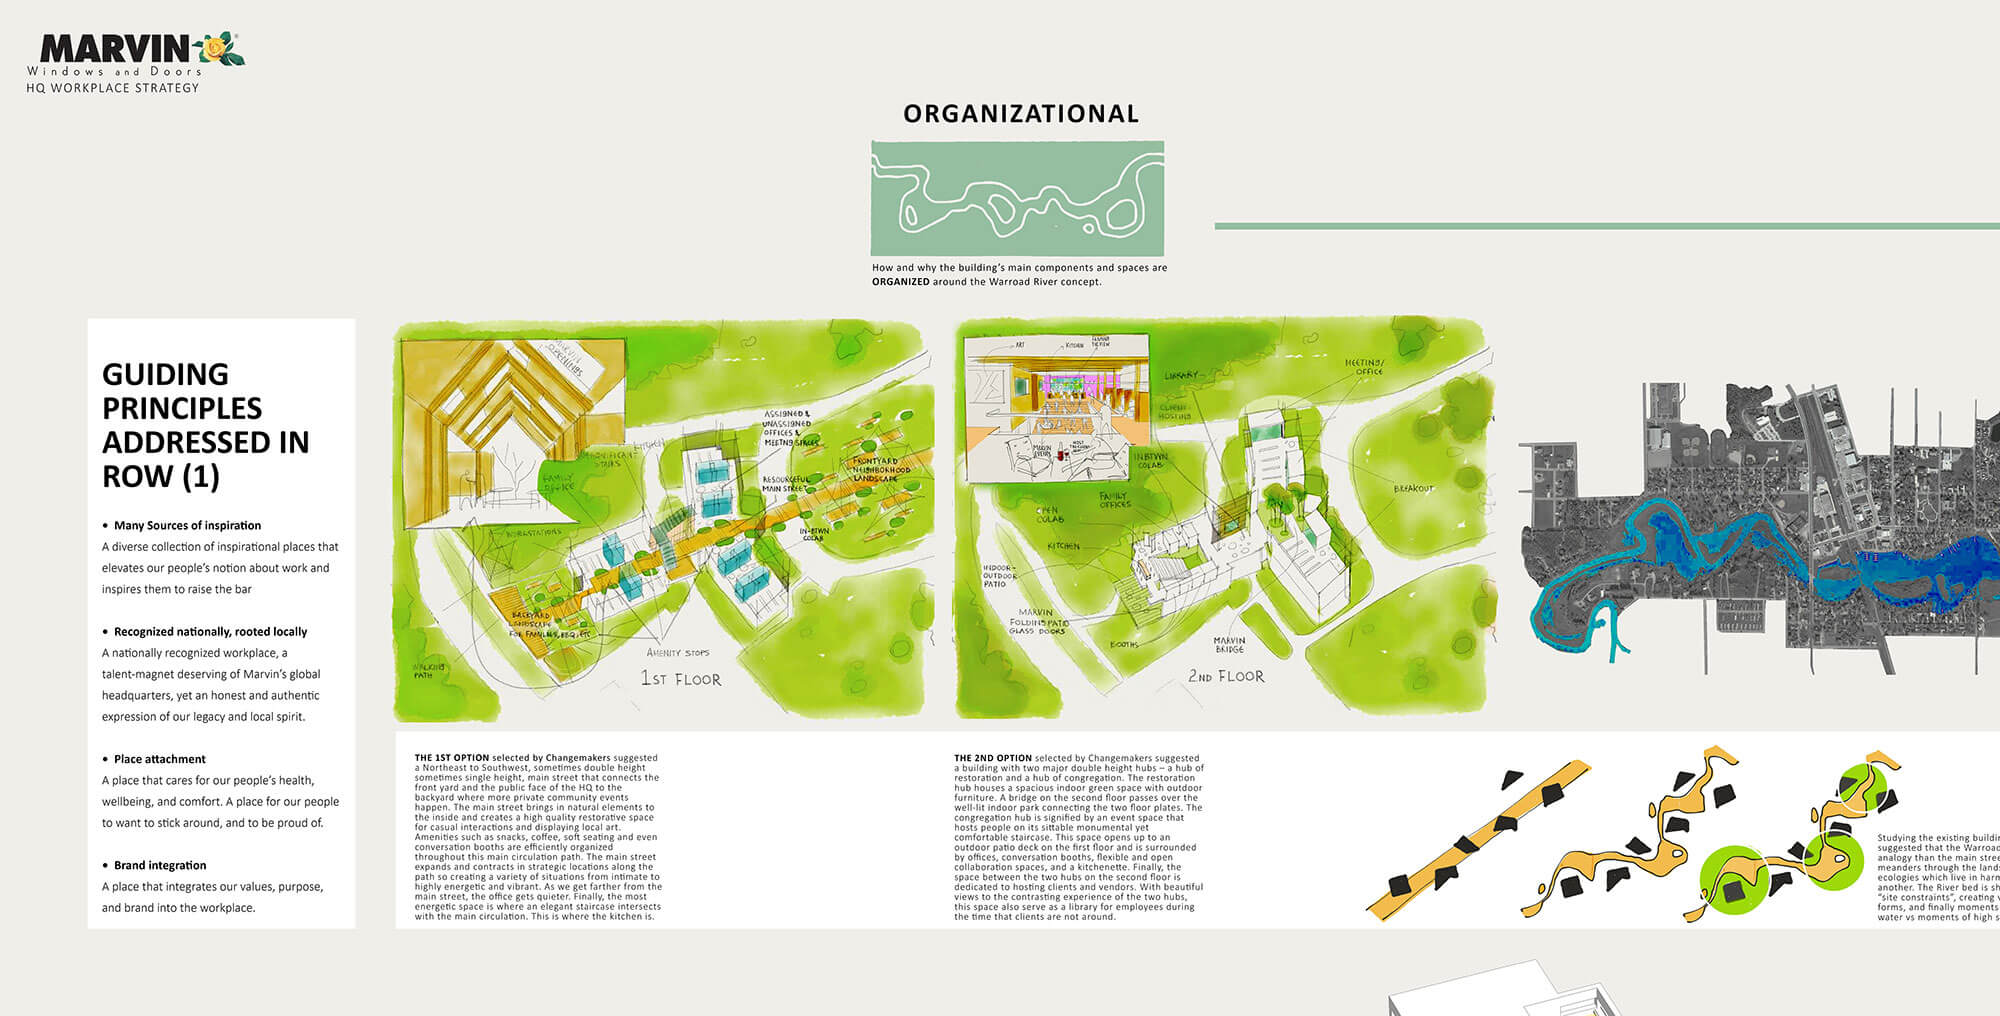 MARVIN
Windows and Doors
HQ WORKPLACE STRATEGY
ORGANIZATIONAL
How and why the building's main components and spaces are
ORGANIZED around the Warroad River concept.
GUIDING
PRINCIPLES
ADDRESSED IN
ROW (1)
• Many Sources of inspiration
A diverse collection of inspirational places that
elevates our people's notion about work and
inspires them to raise the bar
• Recognized nationally, rooted locally
A nationally recognized workplace, a
talent-magnet deserving of Marvin's global
headquarters, yet an honest and authentic
expression of our legacy and local spirit.
• Place attachment
A place that cares for our people's health,
wellbeing, and comfort. A place for our people
to want to stick around, and to be proud of.
• Brand integration
A place that integrates our values, purpose,
and brand into the workplace.
MARVIN
OPENINGS
KITCHEN
MAGNIFICANT
STAIRS
FAMILY
OFFICE
WORKSTATIONS
ASSIGNED &
UNASSIGNED
OFFICES &
MEETNG SPACES
RESOURCEFUL
MAIN STREET
FRONTYARD
NEIGHBORHOOD
LANDSCAPE
IN-BTWN
COLAB
BACKYARD
LANDSCAPE
FOR FAMILIES, BBQ, ETC
AMENITY STOPS
WALKING
PATH
1ST FLOOR
ART
KITCHEN
LIBRARY
CLIENT
HOSTING
MEETING/
OFFICE
IN BTWN
COLAB
FAMILY
OFFICES
OPEN
COLAB
KITCHEN
INDOOR-
OUTDOOR
PATIO
MARVIN
FOLDING PATIO
GLASS DOORS
BOOTHS
MARVIN
BRIDGE
BREAKOUT
2ND FLOOR
THE 1ST OPTION selected by Changemakers suggested
a Northeast to Southwest, sometimes double height
sometimes single height, main street that connects the
front yard and the public face of the HQ to the
backyard where more private community events
happen. The main street brings in natural elements to
the inside and creates a high quality restorative space
for casual interactions and displaying local art.
Amenities such as snacks, coffee, soft seating and even
conversation booths are efficiently organized
throughout this main circulation path. The main street
expands and contracts in strategic locations along the
path so creating a variety of situations from intimate to
highly energetic and vibrant. As we get farther from the
main street, the office gets quieter. Finally, the most
energetic space is where an elegant staircase intersects
with the main circulation. This is where the kitchen is.
THE 2ND OPTION selected by Changemakers suggested
a building with two major double height hubs – a hub of
restoration and a hub of congregation. The restoration
hub houses a spacious indoor green space with outdoor
furniture. A bridge on the second floor passes over the
well-lit indoor park connecting the two floor plates. The
congregation hub is signified by an event space that
hosts people on its sittable monumental yet
comfortable staircase. This space opens up to an
outdoor patio deck on the first floor and is surrounded
by offices, conversation booths, flexible and open
collaboration spaces, and a kitchenette. Finally, the
space between the two hubs on the second floor is
dedicated to hosting clients and vendors. With beautiful
views to the contrasting experience of the two hubs,
this space also serve as a library for employees during
the time that clients are not around.
Studying the existing buildin
suggested that the Warroad
analogy than the main stree
meanders through the lands
ecologies which live in harm
another. The River bed is sh
"site constraints", creating v
forms, and finally moments
water vs moments of high s